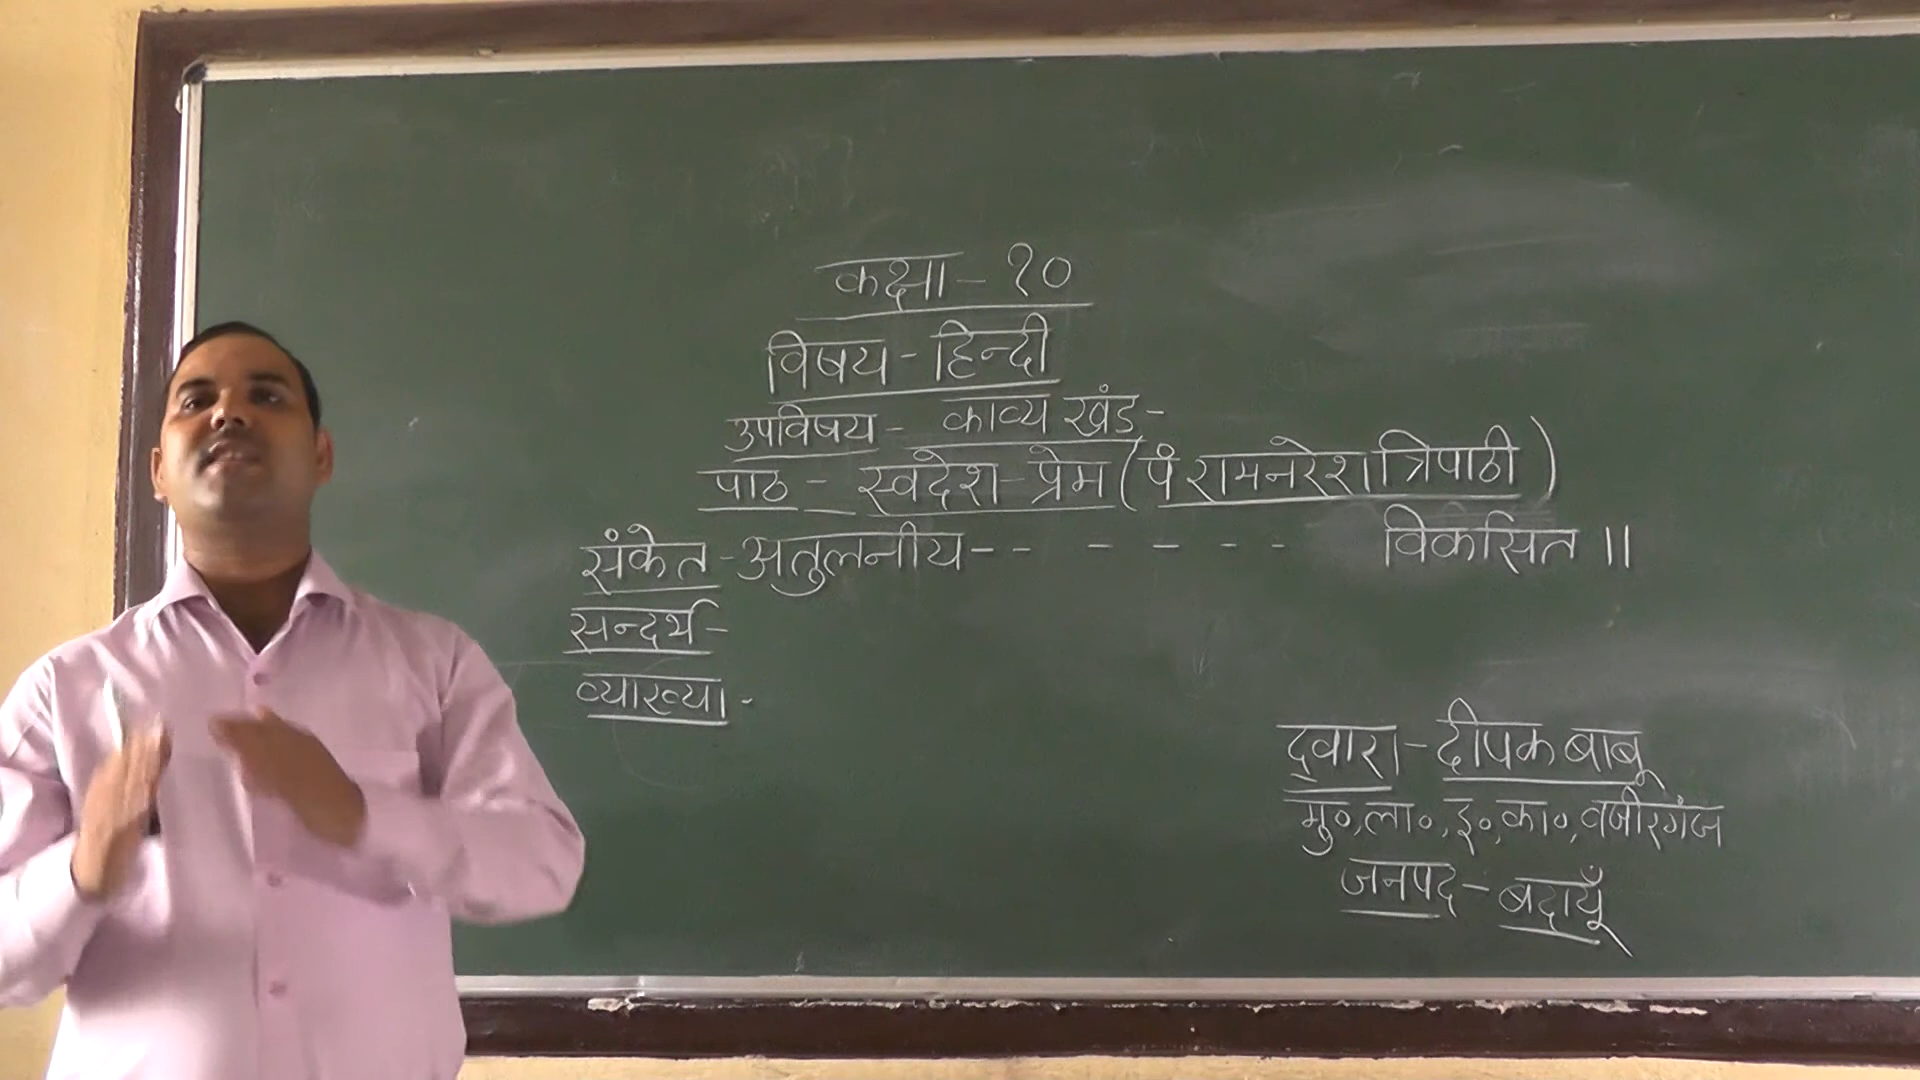 कक्षा - १०
विषय - हिन्दी
उपविषय - काव्य खंड -
पाठ - स्वदेश - प्रेम (पं रामनरेश त्रिपाठी)
संकेत - अतुलनीय - - - - - - विकसित ॥
सन्दर्भ -
व्याख्या -
द्वारा - दीपक बाबू
मु०,ला०,इ०,का०,वजीरगंज
जनपद - बदायूँ